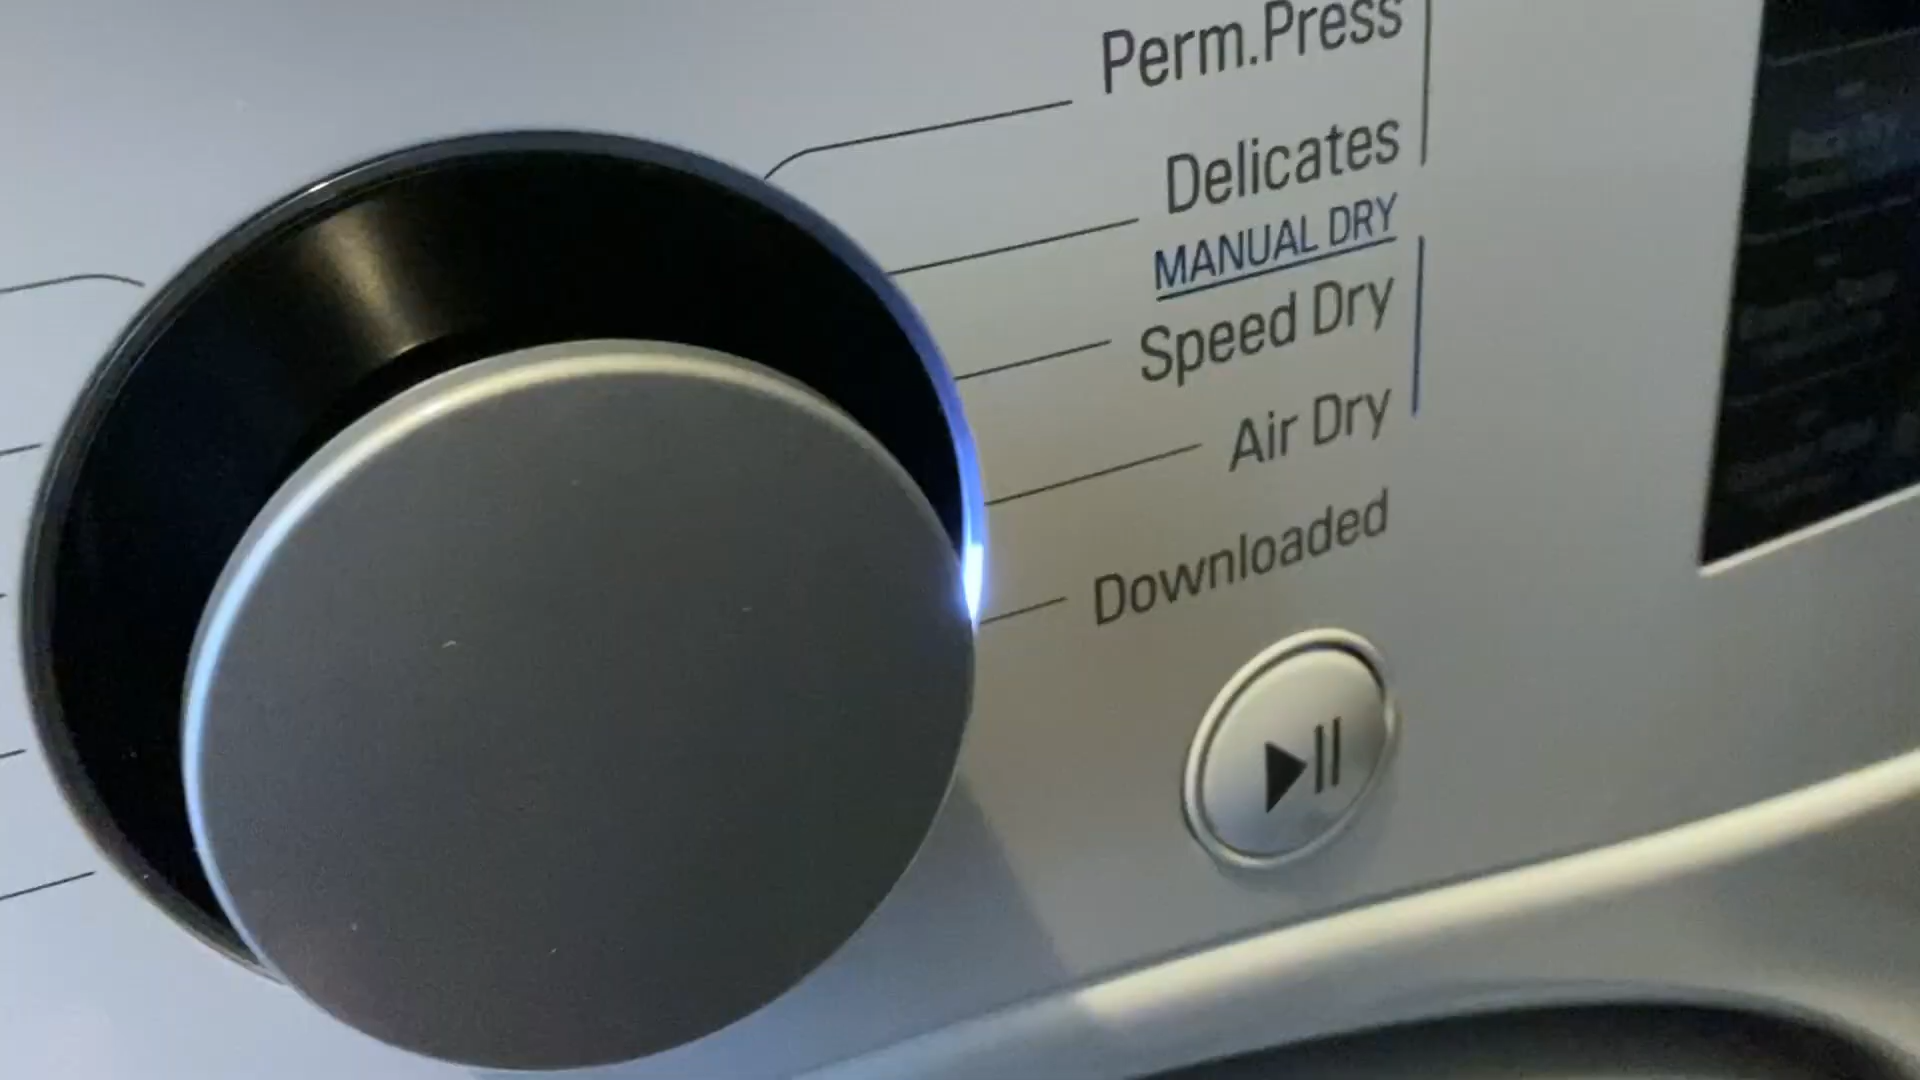 Perm.Press
Delicates
MANUAL DRY
Speed Dry
Air Dry
Downloaded